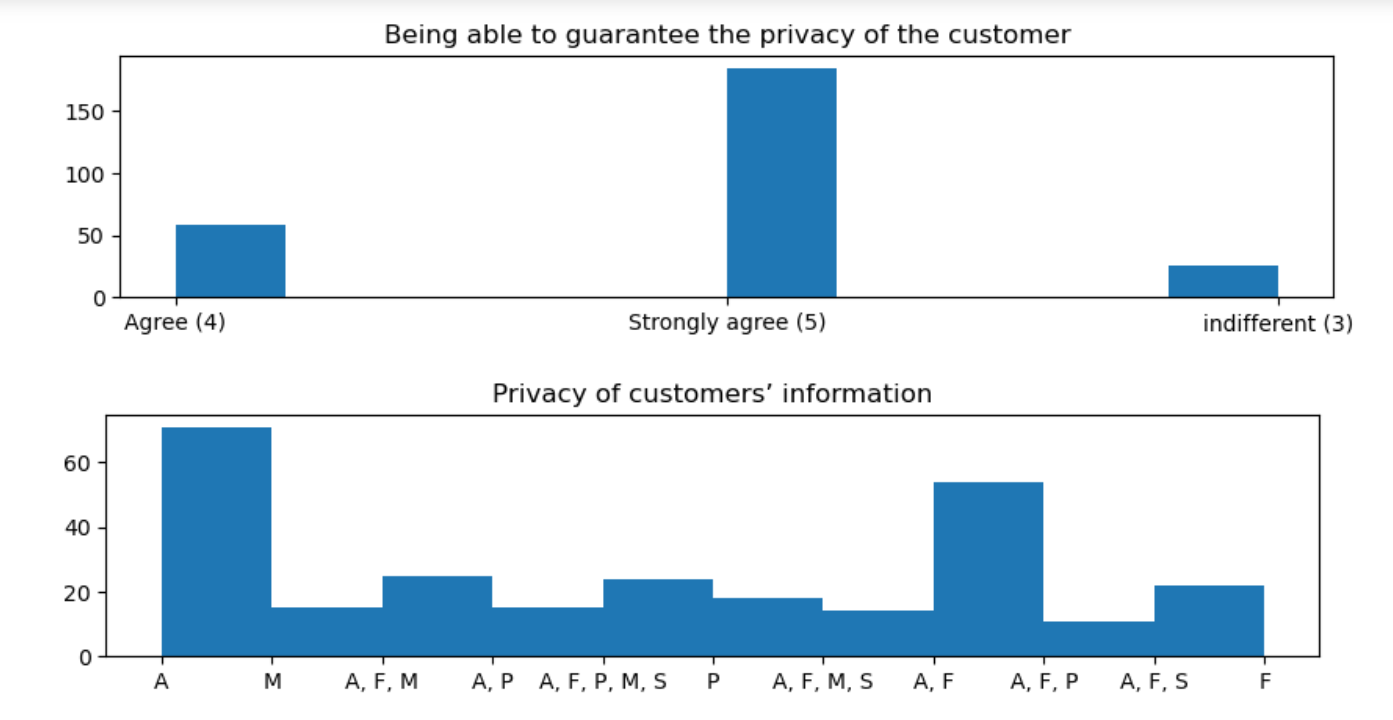 Being able to guarantee the privacy of the customer
150
100
50
0
Agree (4) Strongly agree (5) indifferent (3)
Privacy of customers’ information
60
40
20
0
A M A, F, M A, P A, F, P, M, S P A, F, M, S A, F A, F, P A, F, S F